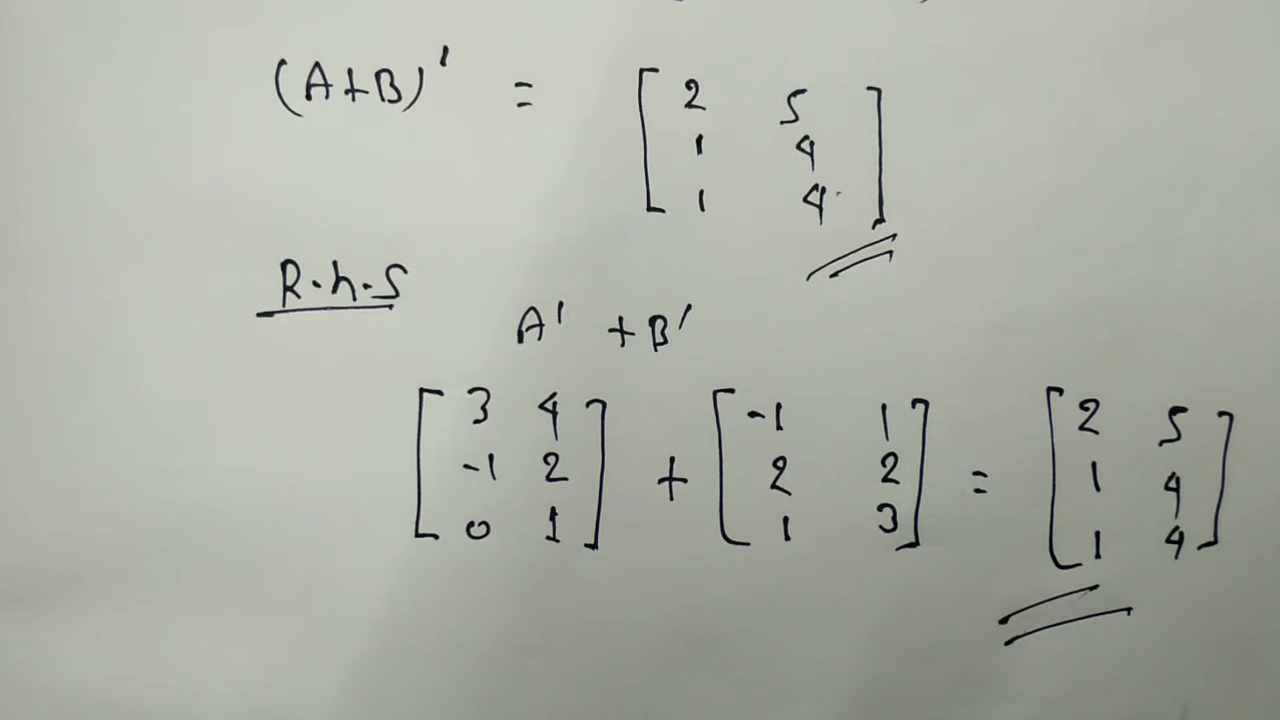 (A+B)' = [ 2 5
1 4
1 4 ]
R.h.S
A' + B'
[ 3 4 -1 2 0 1 ] + [ -1 1 2 2 1 3 ] = [ 2 5 1 4 1 4 ]